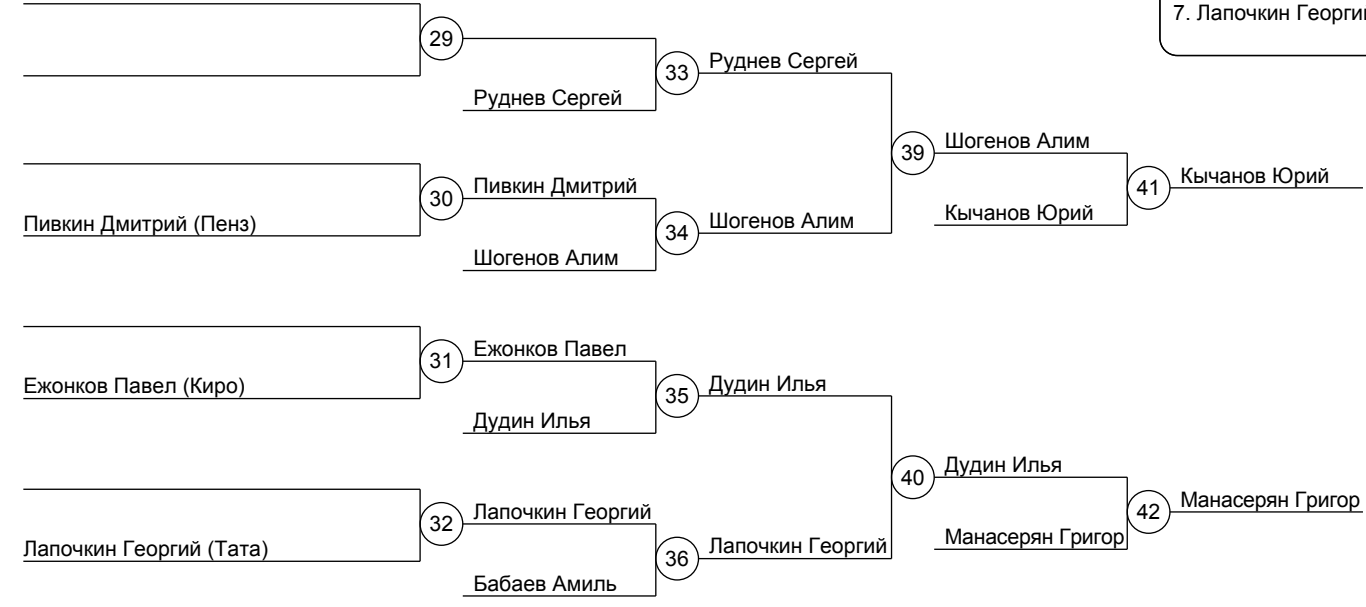 7. Лапочкин Георгий
29
Руднев Сергей
33
Руднев Сергей
39
Шогенов Алим
Пивкин Дмитрий (Пенз)
30
Пивкин Дмитрий
Шогенов Алим
34
Шогенов Алим
Кычанов Юрий
41
Кычанов Юрий
Ежонков Павел (Киро)
31
Ежонков Павел
Дудин Илья
35
Дудин Илья
40
Дудин Илья
Лапочкин Георгий (Тата)
32
Лапочкин Георгий
Бабаев Амиль
36
Лапочкин Георгий
Манасерян Григор
42
Манасерян Григор